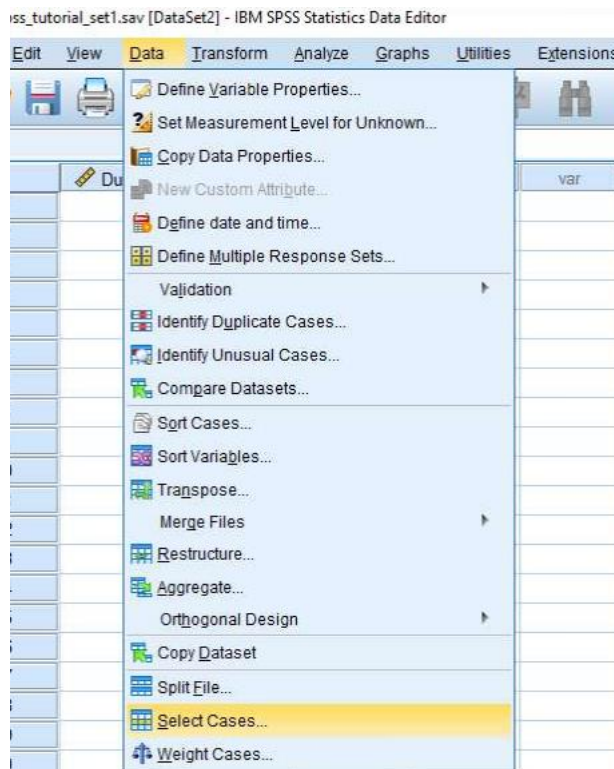 ss_tutorial_set1.sav [DataSet2] - IBM SPSS Statistics Data Editor
Edit View Data Transform Analyze Graphs Utilities Extensions
Define Variable Properties...
Set Measurement Level for Unknown...
Copy Data Properties...
Du
var
New Custom Attribute...
Define date and time...
Define Multiple Response Sets...
Validation
Identify Duplicate Cases...
Identify Unusual Cases...
Compare Datasets...
Sort Cases...
Sort Variables...
Transpose...
Merge Files
Restructure...
Aggregate...
Orthogonal Design
Copy Dataset
Split File...
Select Cases...
Weight Cases...